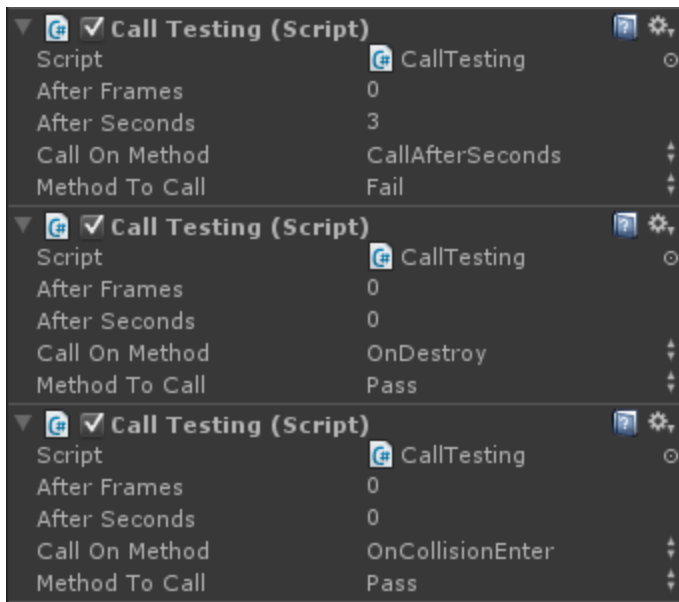 Call Testing (Script)
Script CallTesting
After Frames 0
After Seconds 3
Call On Method CallAfterSeconds
Method To Call Fail
Call Testing (Script)
Script CallTesting
After Frames 0
After Seconds 0
Call On Method OnDestroy
Method To Call Pass
Call Testing (Script)
Script CallTesting
After Frames 0
After Seconds 0
Call On Method OnCollisionEnter
Method To Call Pass